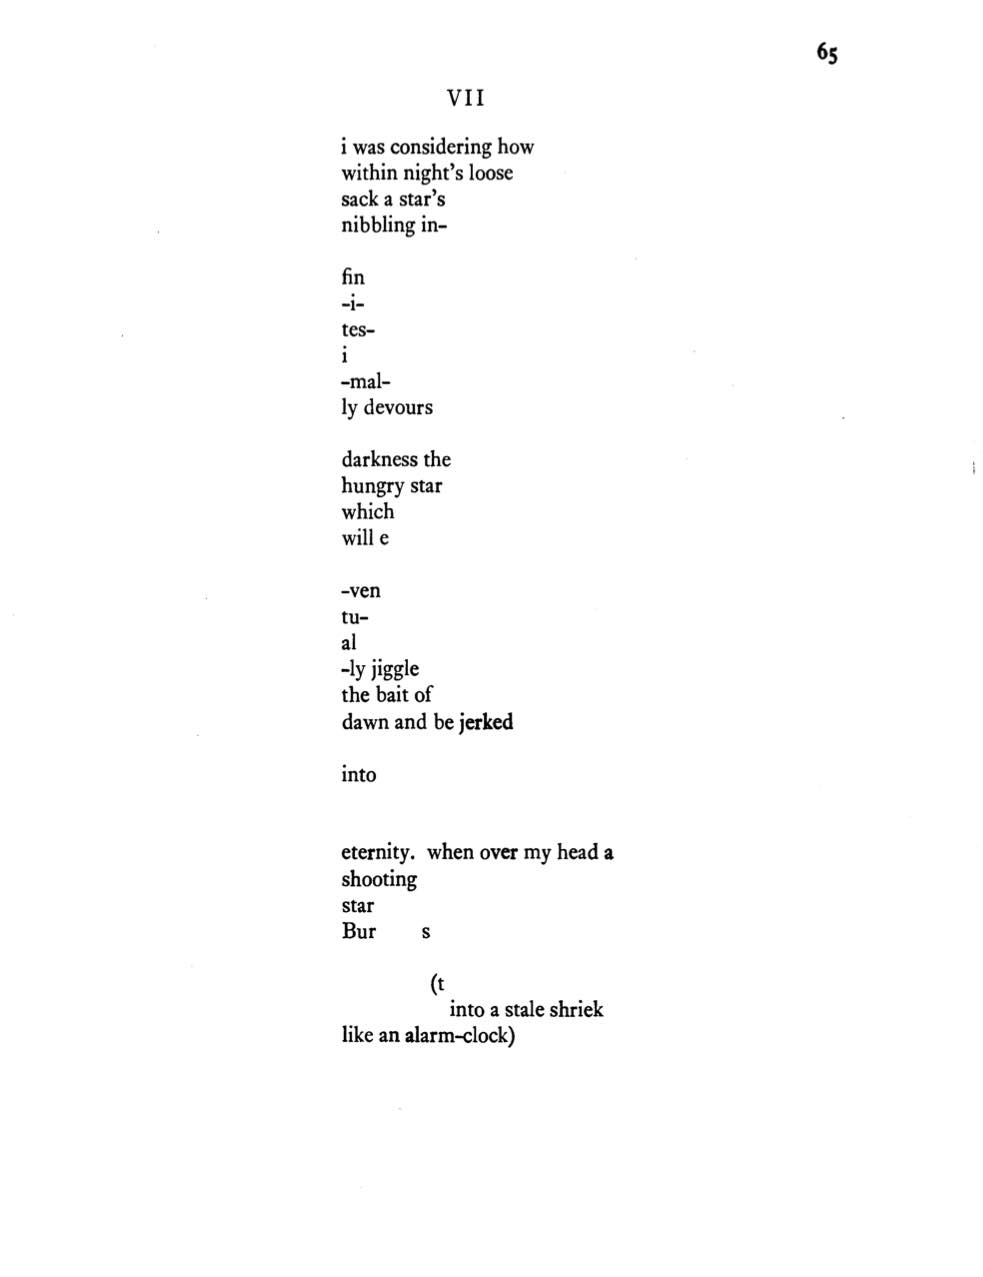 65
VII
i was considering how
within night's loose
sack a star's
nibbling in-
fin
-i-
tes-
i
-mal-
ly devours
darkness the
hungry star
which
will e
-ven
tu-
al
-ly jiggle
the bait of
dawn and be jerked
into
eternity. when over my head a
shooting
star
Bur s
(t
into a stale shriek
like an alarm-clock)